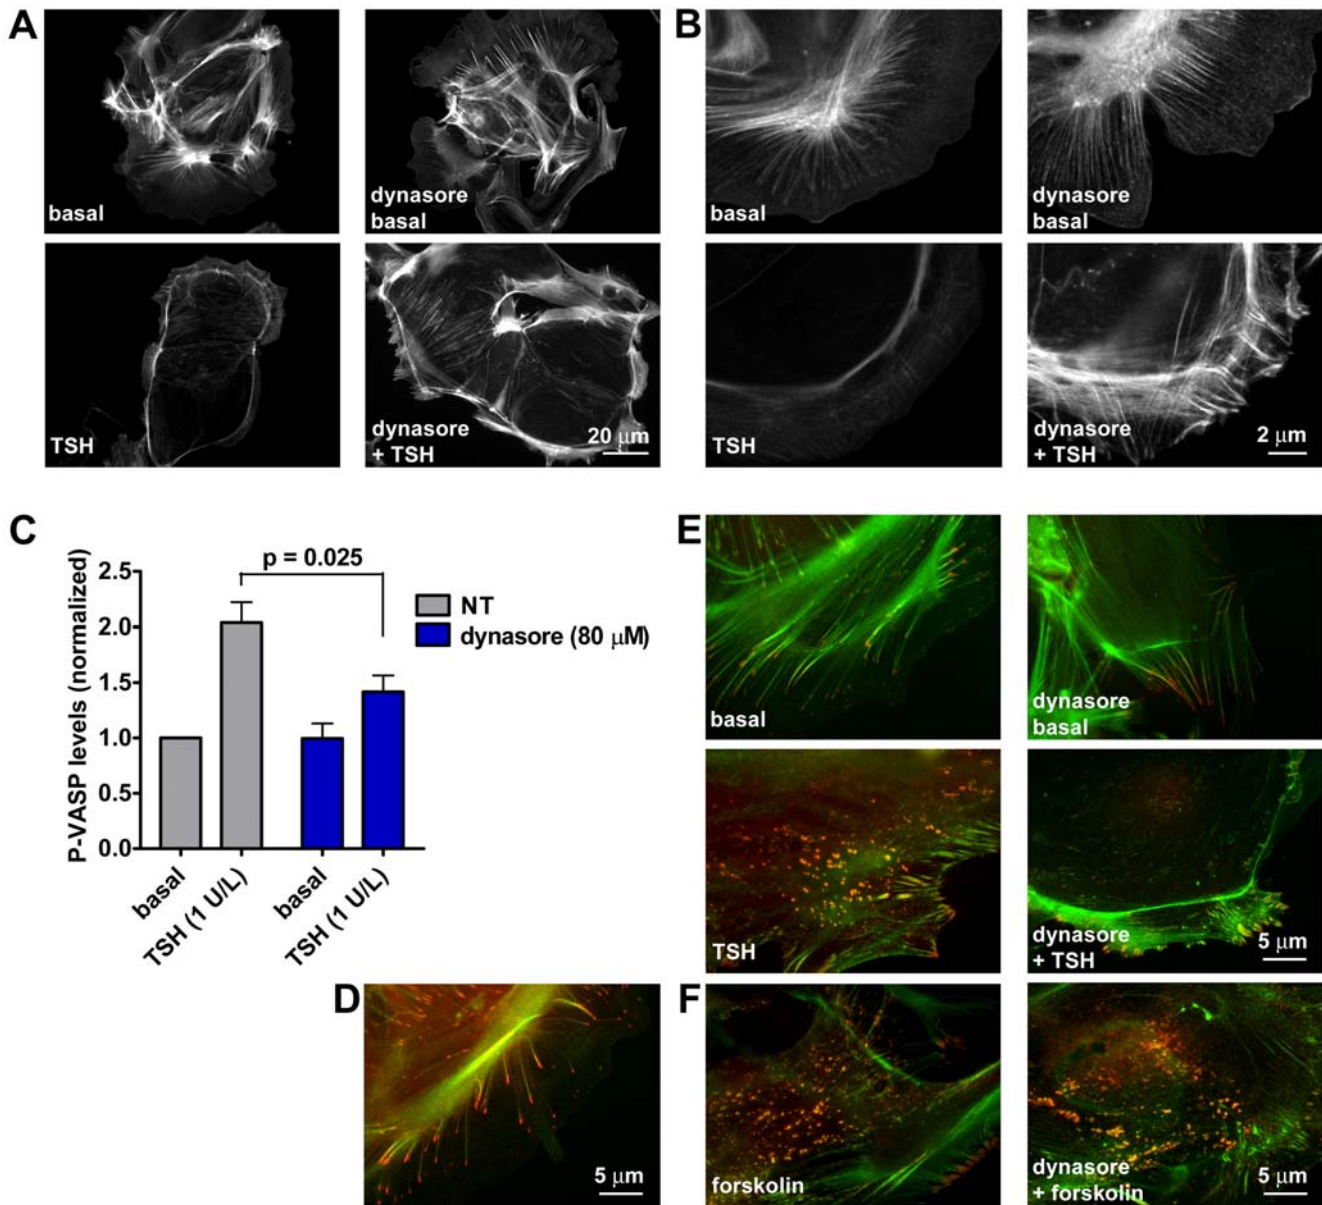 A
basal
dynasore
basal
TSH
dynasore
+ TSH
20 μm
B
basal
dynasore
basal
TSH
dynasore
+ TSH
2 μm
C
p = 0.025
P-VASP levels (normalized)
2.5
2.0
1.5
1.0
0.5
0.0
basal
TSH (1 U/L)
basal
TSH (1 U/L)
NT
dynasore (80 μM)
D
5 μm
E
basal
dynasore
basal
TSH
dynasore
+ TSH
5 μm
F
forskolin
dynasore
+ forskolin
5 μm